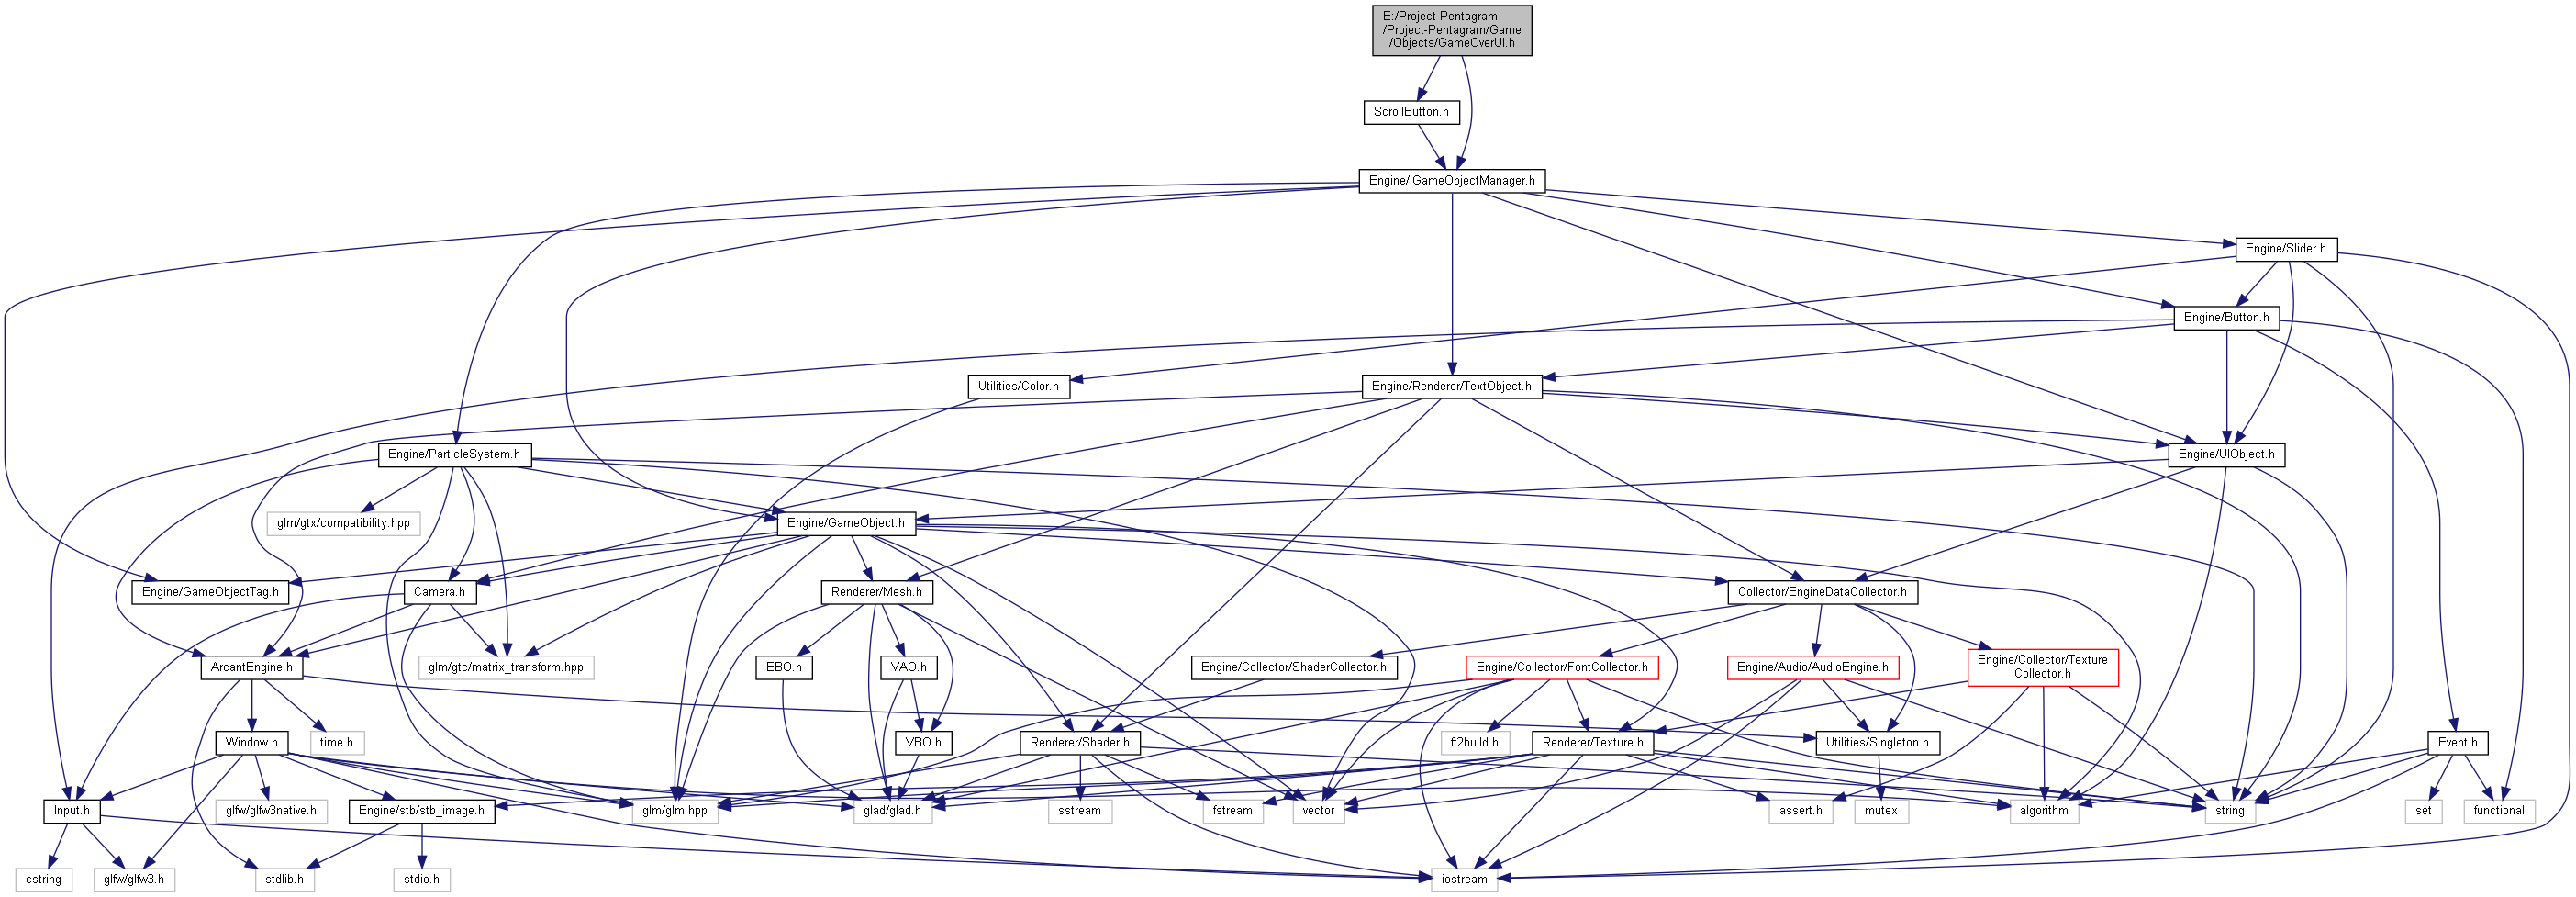 E:/Project-Pentagram
/Project-Pentagram/Game
/Objects/GameOverUI.h
ScrollButton.h
Engine/IGameObjectManager.h
Engine/Slider.h
Engine/Button.h
Utilities/Color.h
Engine/Renderer/TextObject.h
Engine/ParticleSystem.h
Engine/UIObject.h
glm/gtx/compatibility.hpp
Engine/GameObject.h
Engine/GameObjectTag.h
Camera.h
Renderer/Mesh.h
Collector/EngineDataCollector.h
ArcantEngine.h
glm/gtc/matrix_transform.hpp
EBO.h
VAO.h
Engine/Collector/ShaderCollector.h
Engine/Collector/FontCollector.h
Engine/Audio/AudioEngine.h
Engine/Collector/Texture
Collector.h
Window.h
time.h
VBO.h
Renderer/Shader.h
ft2build.h
Renderer/Texture.h
Utilities/Singleton.h
Event.h
Input.h
glfw/glfw3native.h
Engine/stb/stb_image.h
glm/glm.hpp
glad/glad.h
sstream
fstream
vector
assert.h
mutex
algorithm
string
set
functional
cstring
glfw/glfw3.h
stdlib.h
stdio.h
iostream